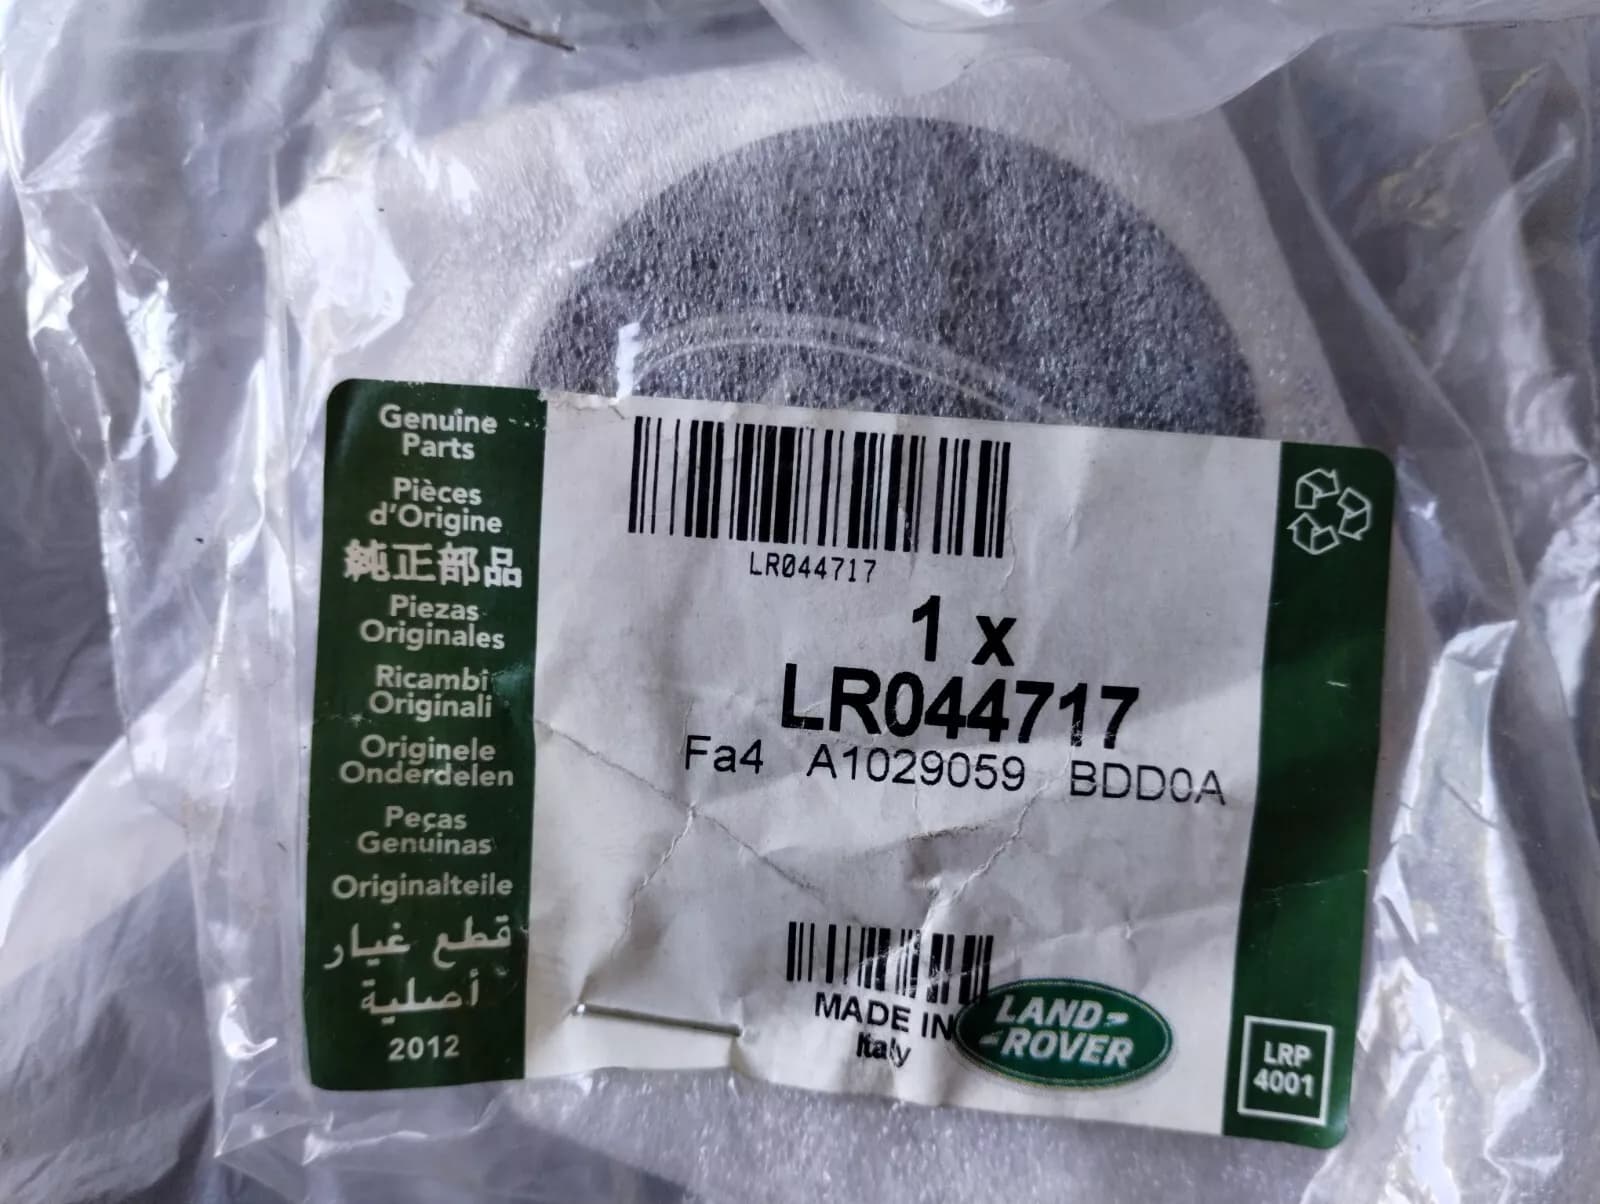 Genuine
Parts
Pièces
d'Origine
純正部品
Piezas
Originales
Ricambi
Originali
Originele
Onderdelen
Peças
Genuinas
Originalteile
قطع غيار
أصلية
2012
LR044717
1 x
LR044717
Fa4 A1029059 BDD0A
MADE IN
Italy
LAND-
-ROVER
LRP
4001